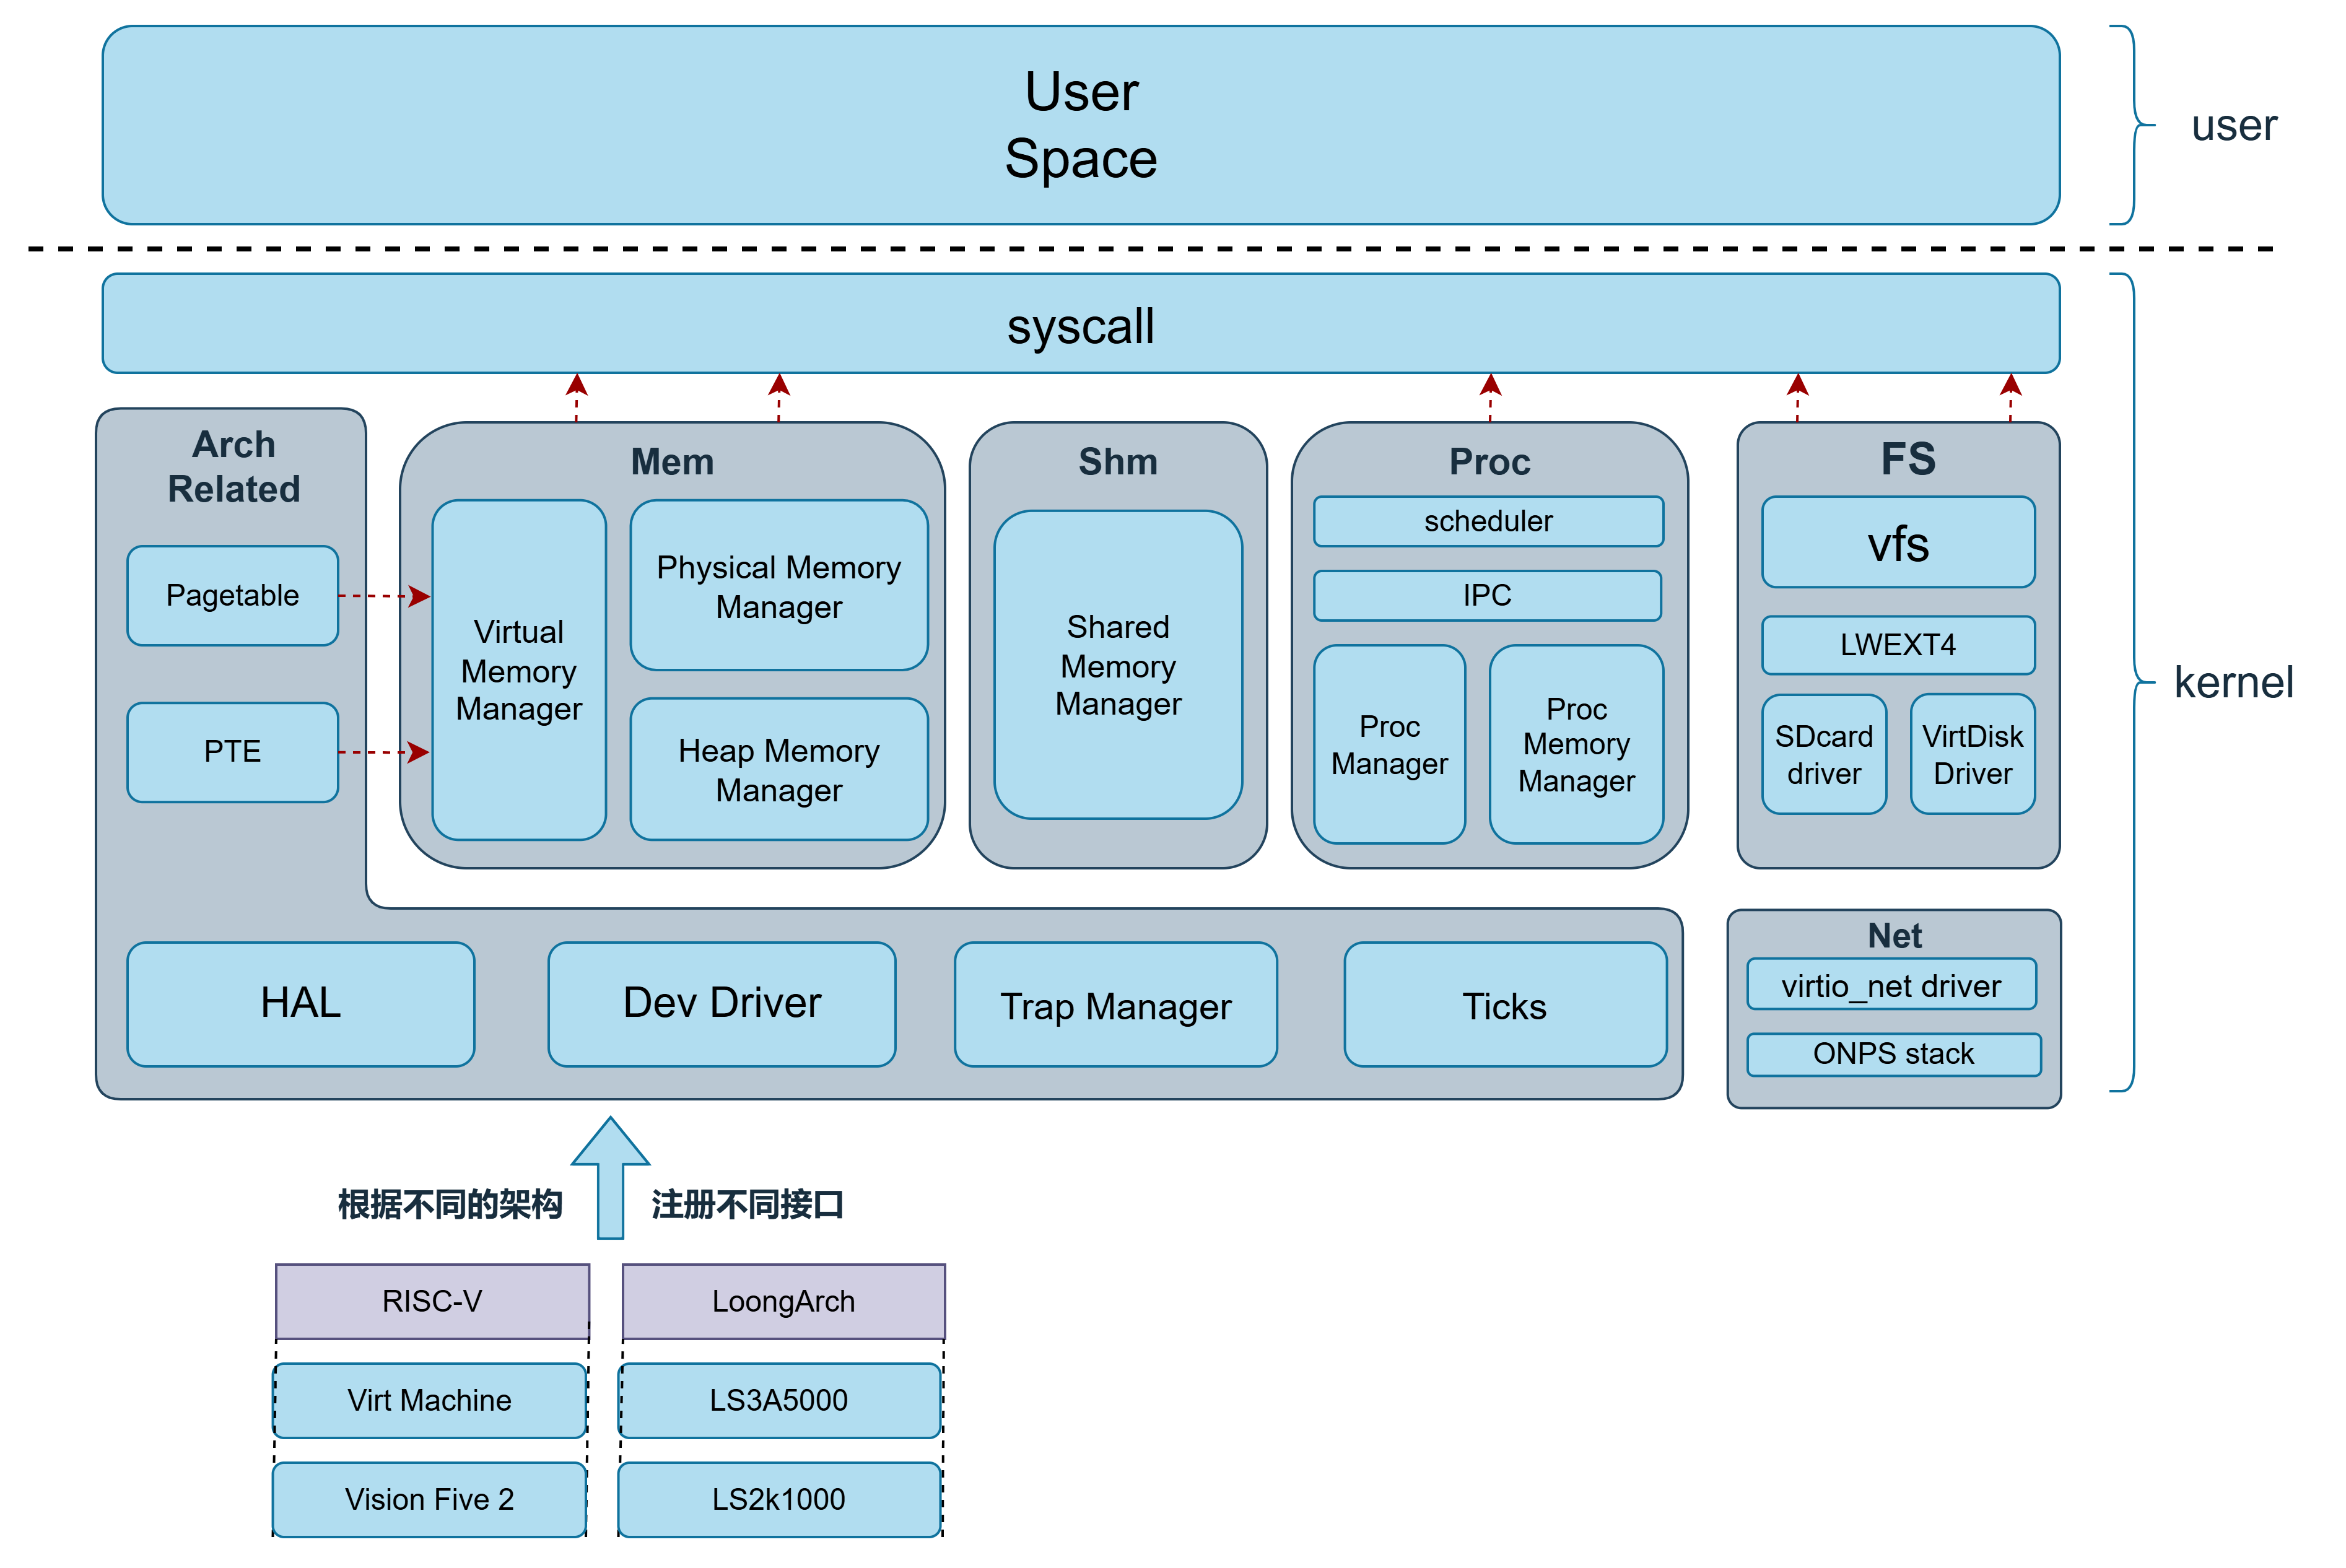 User
Space
user
syscall
kernel
Arch
Related
Pagetable
PTE
Mem
Virtual
Memory
Manager
Physical Memory
Manager
Heap Memory
Manager
Shm
Shared
Memory
Manager
Proc
scheduler
IPC
Proc
Manager
Proc
Memory
Manager
FS
vfs
LWEXT4
SDcard
driver
VirtDisk
Driver
HAL
Dev Driver
Trap Manager
Ticks
Net
virtio_net driver
ONPS stack
根据不同的架构
注册不同接口
RISC-V
Virt Machine
Vision Five 2
LoongArch
LS3A5000
LS2k1000